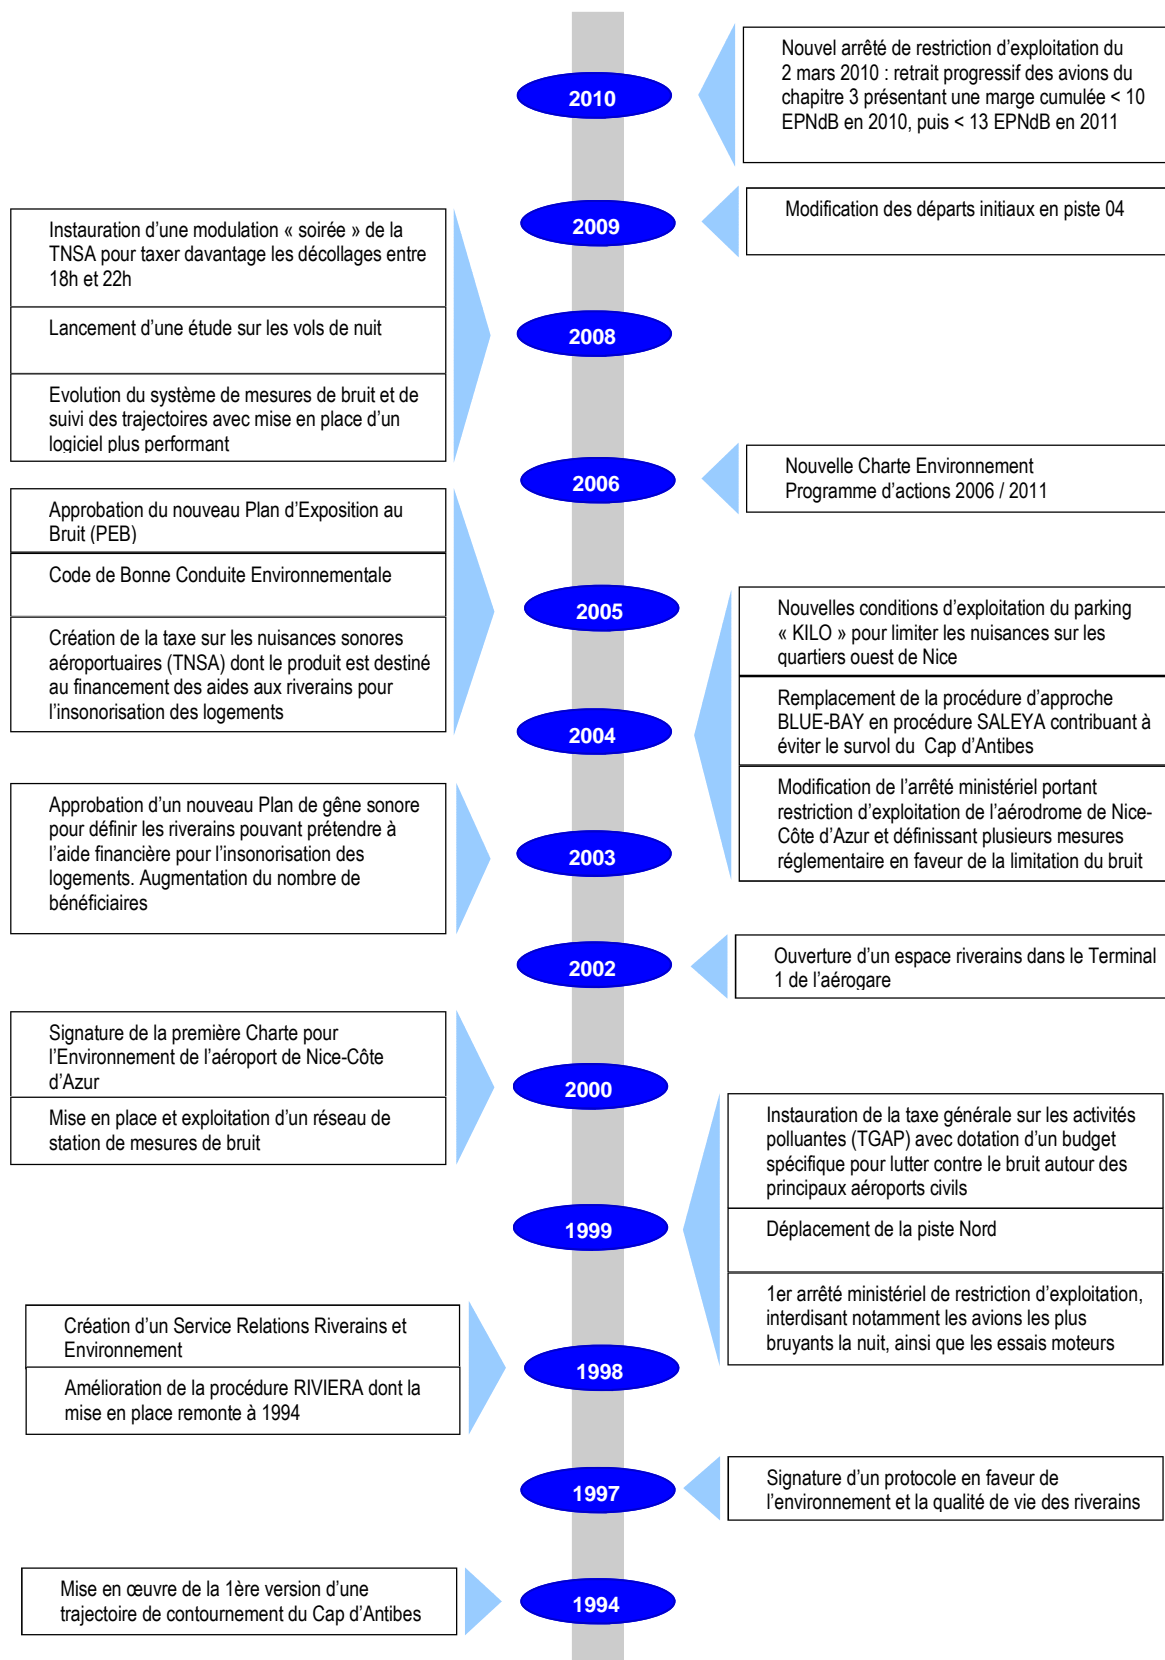 2010
Nouvel arrêté de restriction d’exploitation du
2 mars 2010 : retrait progressif des avions du
chapitre 3 présentant une marge cumulée < 10
EPNdB en 2010, puis < 13 EPNdB en 2011
2009
Modification des départs initiaux en piste 04
Instauration d’une modulation « soirée » de la
TNSA pour taxer davantage les décollages entre
18h et 22h
Lancement d’une étude sur les vols de nuit
Evolution du système de mesures de bruit et de
suivi des trajectoires avec mise en place d’un
logiciel plus performant
2008
2006
Nouvelle Charte Environnement
Programme d’actions 2006 / 2011
Approbation du nouveau Plan d’Exposition au
Bruit (PEB)
Code de Bonne Conduite Environnementale
Création de la taxe sur les nuisances sonores
aéroportuaires (TNSA) dont le produit est destiné
au financement des aides aux riverains pour
l’insonorisation des logements
2005
2004
Nouvelles conditions d’exploitation du parking
« KILO » pour limiter les nuisances sur les
quartiers ouest de Nice
Remplacement de la procédure d’approche
BLUE-BAY en procédure SALEYA contribuant à
éviter le survol du Cap d’Antibes
Modification de l’arrêté ministériel portant
restriction d’exploitation de l’aérodrome de Nice-
Côte d’Azur et définissant plusieurs mesures
réglementaire en faveur de la limitation du bruit
Approbation d’un nouveau Plan de gêne sonore
pour définir les riverains pouvant prétendre à
l’aide financière pour l’insonorisation des
logements. Augmentation du nombre de
bénéficiaires
2003
2002
Ouverture d’un espace riverains dans le Terminal
1 de l’aérogare
Signature de la première Charte pour
l’Environnement de l’aéroport de Nice-Côte
d’Azur
Mise en place et exploitation d’un réseau de
station de mesures de bruit
2000
1999
Instauration de la taxe générale sur les activités
polluantes (TGAP) avec dotation d’un budget
spécifique pour lutter contre le bruit autour des
principaux aéroports civils
Déplacement de la piste Nord
1er arrêté ministériel de restriction d’exploitation,
interdisant notamment les avions les plus
bruyants la nuit, ainsi que les essais moteurs
Création d’un Service Relations Riverains et
Environnement
Amélioration de la procédure RIVIERA dont la
mise en place remonte à 1994
1998
1997
Signature d’un protocole en faveur de
l’environnement et la qualité de vie des riverains
Mise en œuvre de la 1ère version d’une
trajectoire de contournement du Cap d’Antibes
1994